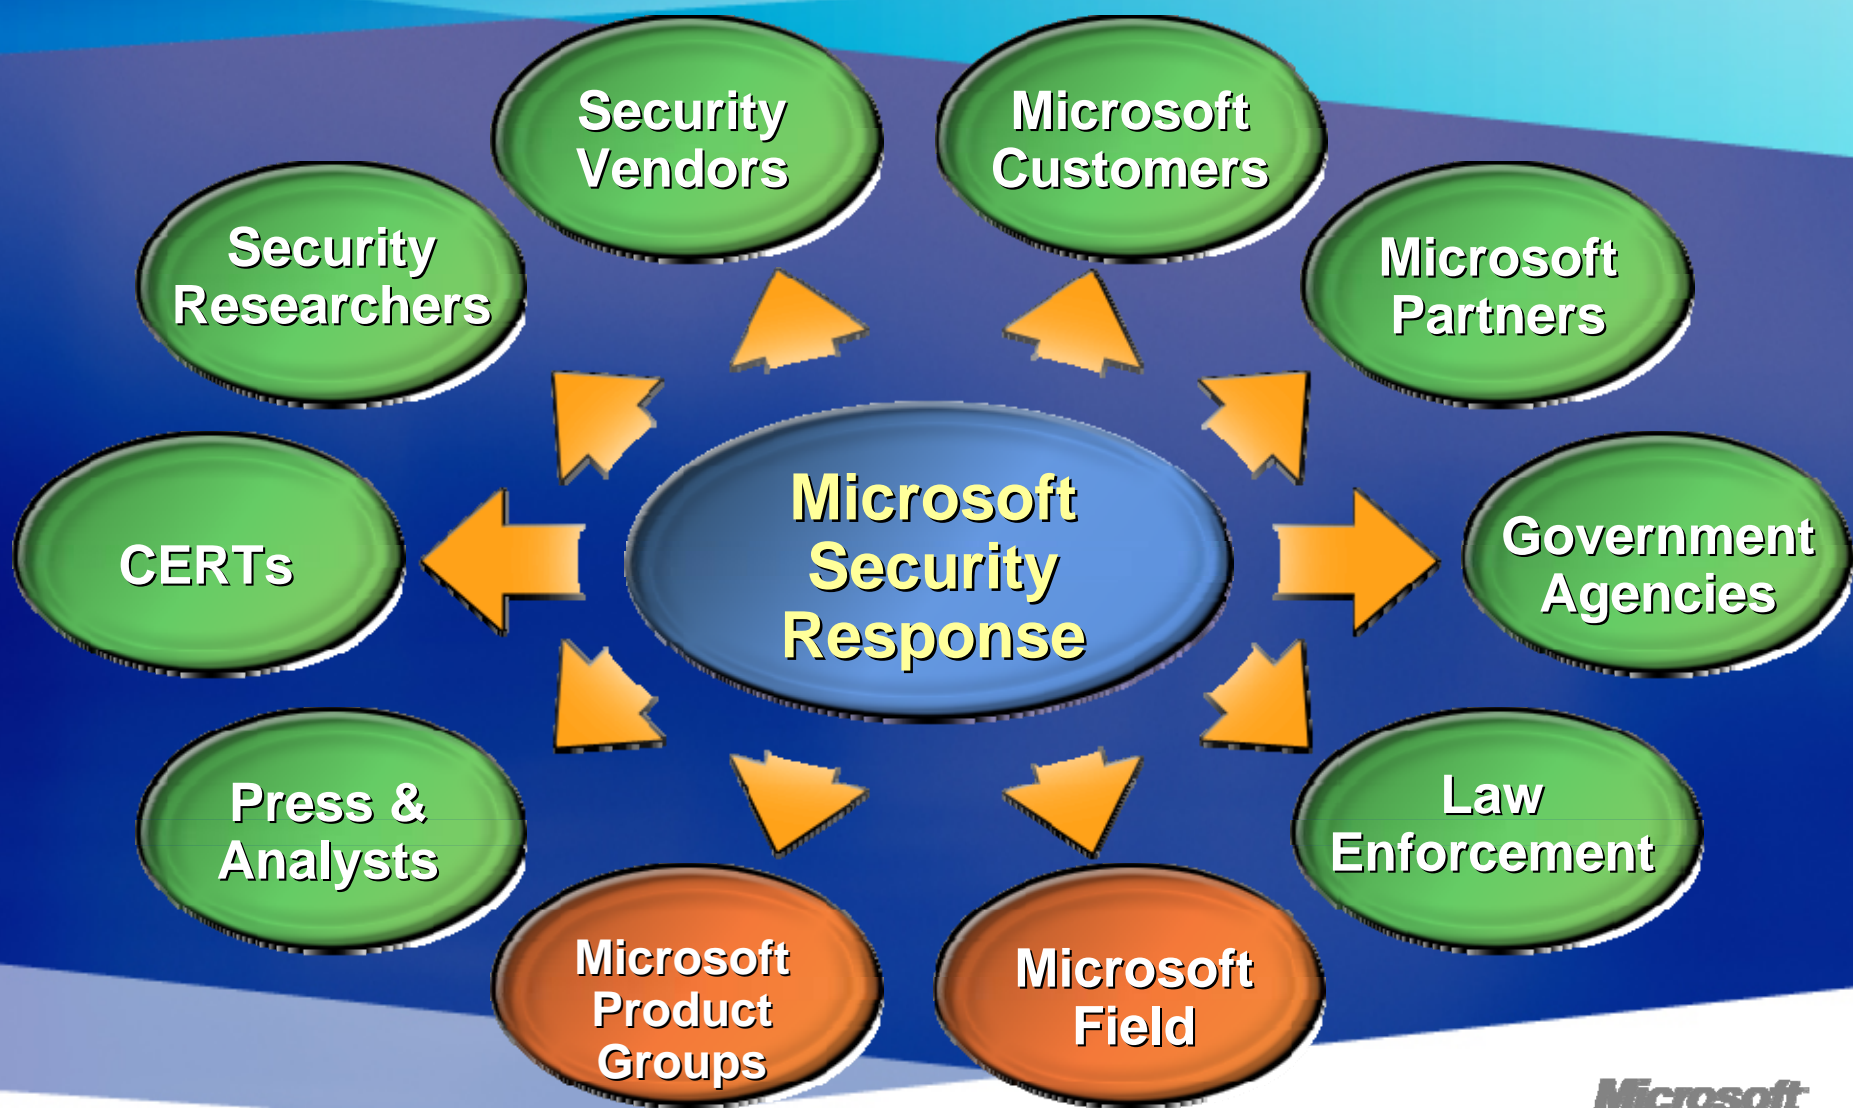 Security
Vendors
Microsoft
Customers
Security
Researchers
Microsoft
Partners
CERTs
Microsoft
Security
Response
Government
Agencies
Press &
Analysts
Law
Enforcement
Microsoft
Product
Groups
Microsoft
Field
Microsoft